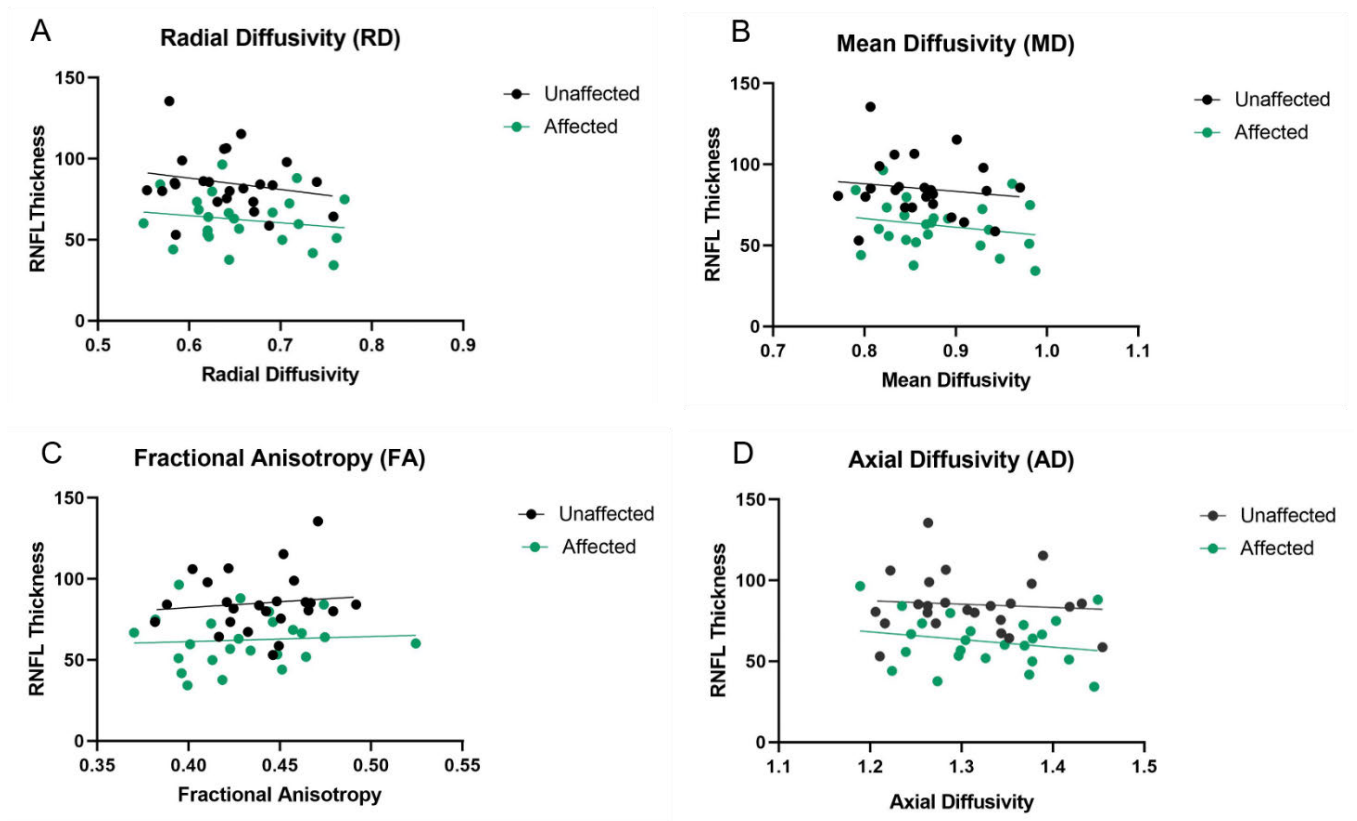 A
Radial Diffusivity (RD)
150
100
50
0
RNFL Thickness
0.5 0.6 0.7 0.8 0.9
Radial Diffusivity
Unaffected
Affected
B
Mean Diffusivity (MD)
150
100
50
0
RNFL Thickness
0.7 0.8 0.9 1.0 1.1
Mean Diffusivity
Unaffected
Affected
C
Fractional Anisotropy (FA)
150
100
50
0
RNFL Thickness
0.35 0.40 0.45 0.50 0.55
Fractional Anisotropy
Unaffected
Affected
D
Axial Diffusivity (AD)
150
100
50
0
RNFL Thickness
1.1 1.2 1.3 1.4 1.5
Axial Diffusivity
Unaffected
Affected